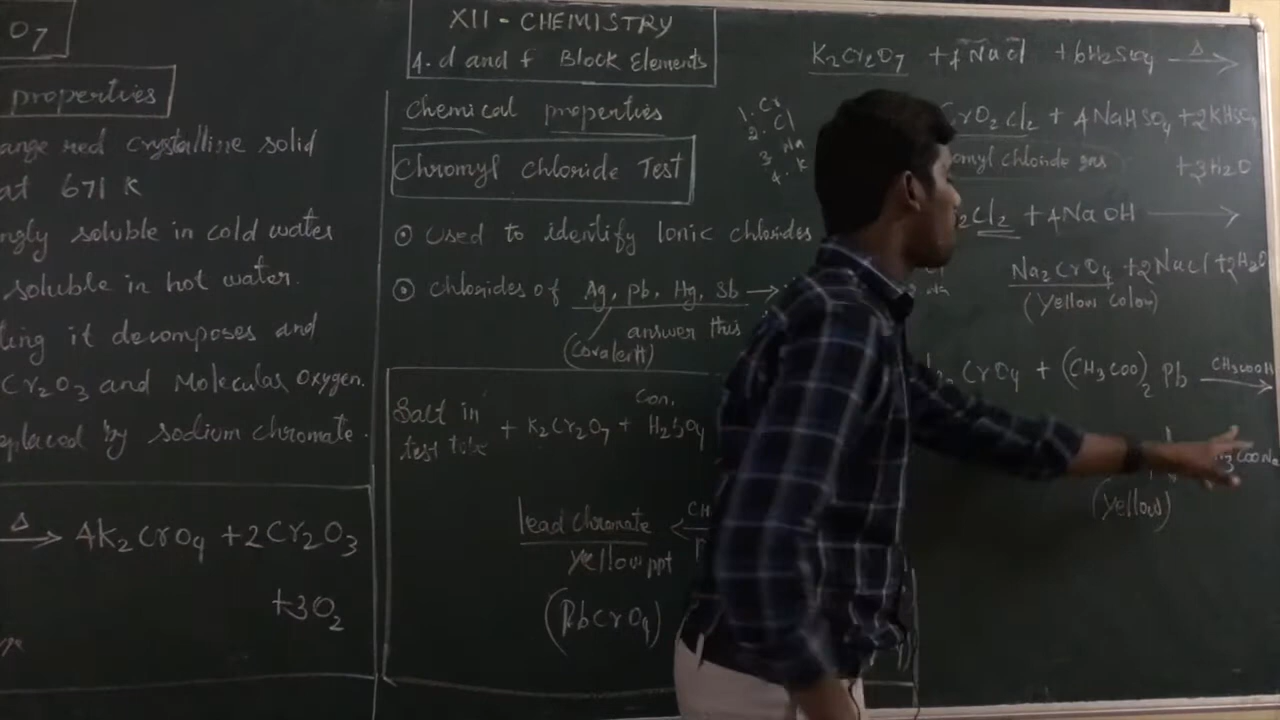 O7
properties
ange red crystalline solid
at 671 K
ngly soluble in cold water
soluble in hot water.
ting it decomposes and
Cr2O3 and Molecular Oxygen.
eplaced by sodium chromate.
Δ → 4K2CrO4 + 2Cr2O3
+3O2
XII - CHEMISTRY
4. d and f Block Elements
Chemical properties
Chromyl Chloride Test
⊙ Used to identify Ionic chlorides
⊙ Chlorides of Ag, Pb, Hg, Sb →
answer this
(Covalent)
Salt in test tube + K2Cr2O7 + Con. H2SO4
lead chromate ← CH
yellow ppt
(PbCrO4)
K2Cr2O7 + 4NaCl + 6H2SO4 Δ →
1. Cr
2. Cl
3. Na
4. K
CrO2Cl2 + 4NaHSO4 + 2KHSO
omyl chloride gas
+3H2O
2Cl2 + 4NaOH →
Na2CrO4 + 2NaCl + 2H2O
(Yellow colour)
CrO4 + (CH3COO)2 Pb CH3COOH →
3COONa
(Yellow)